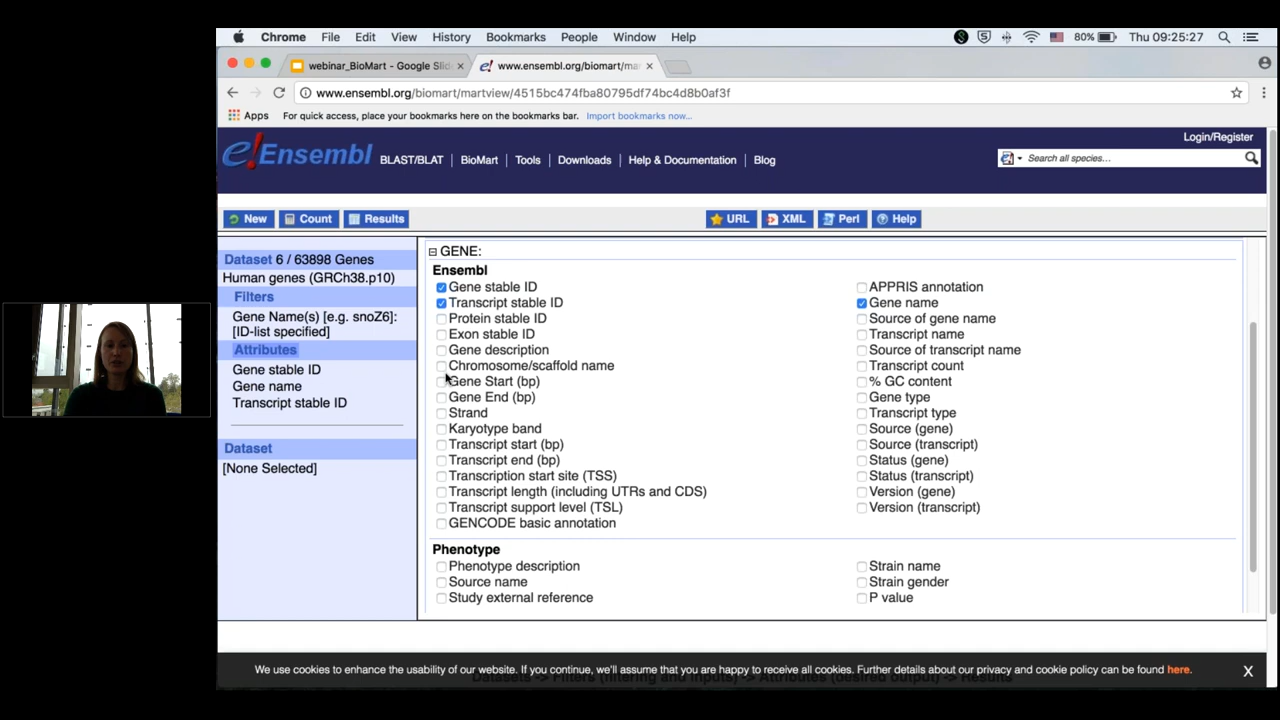 Chrome File Edit View History Bookmarks People Window Help 80% Thu 09:25:27
webinar_BioMart - Google Slid × www.ensembl.org/biomart/ma ×
www.ensembl.org/biomart/martview/4515bc474fba80795df74bc4d8b0af3f
Apps For quick access, place your bookmarks here on the bookmarks bar. Import bookmarks now...
Login/Register
e!Ensembl BLAST/BLAT | BioMart | Tools | Downloads | Help & Documentation | Blog Search all species...
New Count Results URL XML Perl Help
Dataset 6 / 63898 Genes
Human genes (GRCh38.p10)
Filters
Gene Name(s) [e.g. snoZ6]:
[ID-list specified]
Attributes
Gene stable ID
Gene name
Transcript stable ID
Dataset
[None Selected]
GENE:
Ensembl
Gene stable ID
Transcript stable ID
Protein stable ID
Exon stable ID
Gene description
Chromosome/scaffold name
Gene Start (bp)
Gene End (bp)
Strand
Karyotype band
Transcript start (bp)
Transcript end (bp)
Transcription start site (TSS)
Transcript length (including UTRs and CDS)
Transcript support level (TSL)
GENCODE basic annotation
APPRIS annotation
Gene name
Source of gene name
Transcript name
Source of transcript name
Transcript count
% GC content
Gene type
Transcript type
Source (gene)
Source (transcript)
Status (gene)
Status (transcript)
Version (gene)
Version (transcript)
Phenotype
Phenotype description
Source name
Study external reference
Strain name
Strain gender
P value
We use cookies to enhance the usability of our website. If you continue, we'll assume that you are happy to receive all cookies. Further details about our privacy and cookie policy can be found here. X
Datasets -> Filters (filtering and inputs) -> Attributes (desired output) -> Results